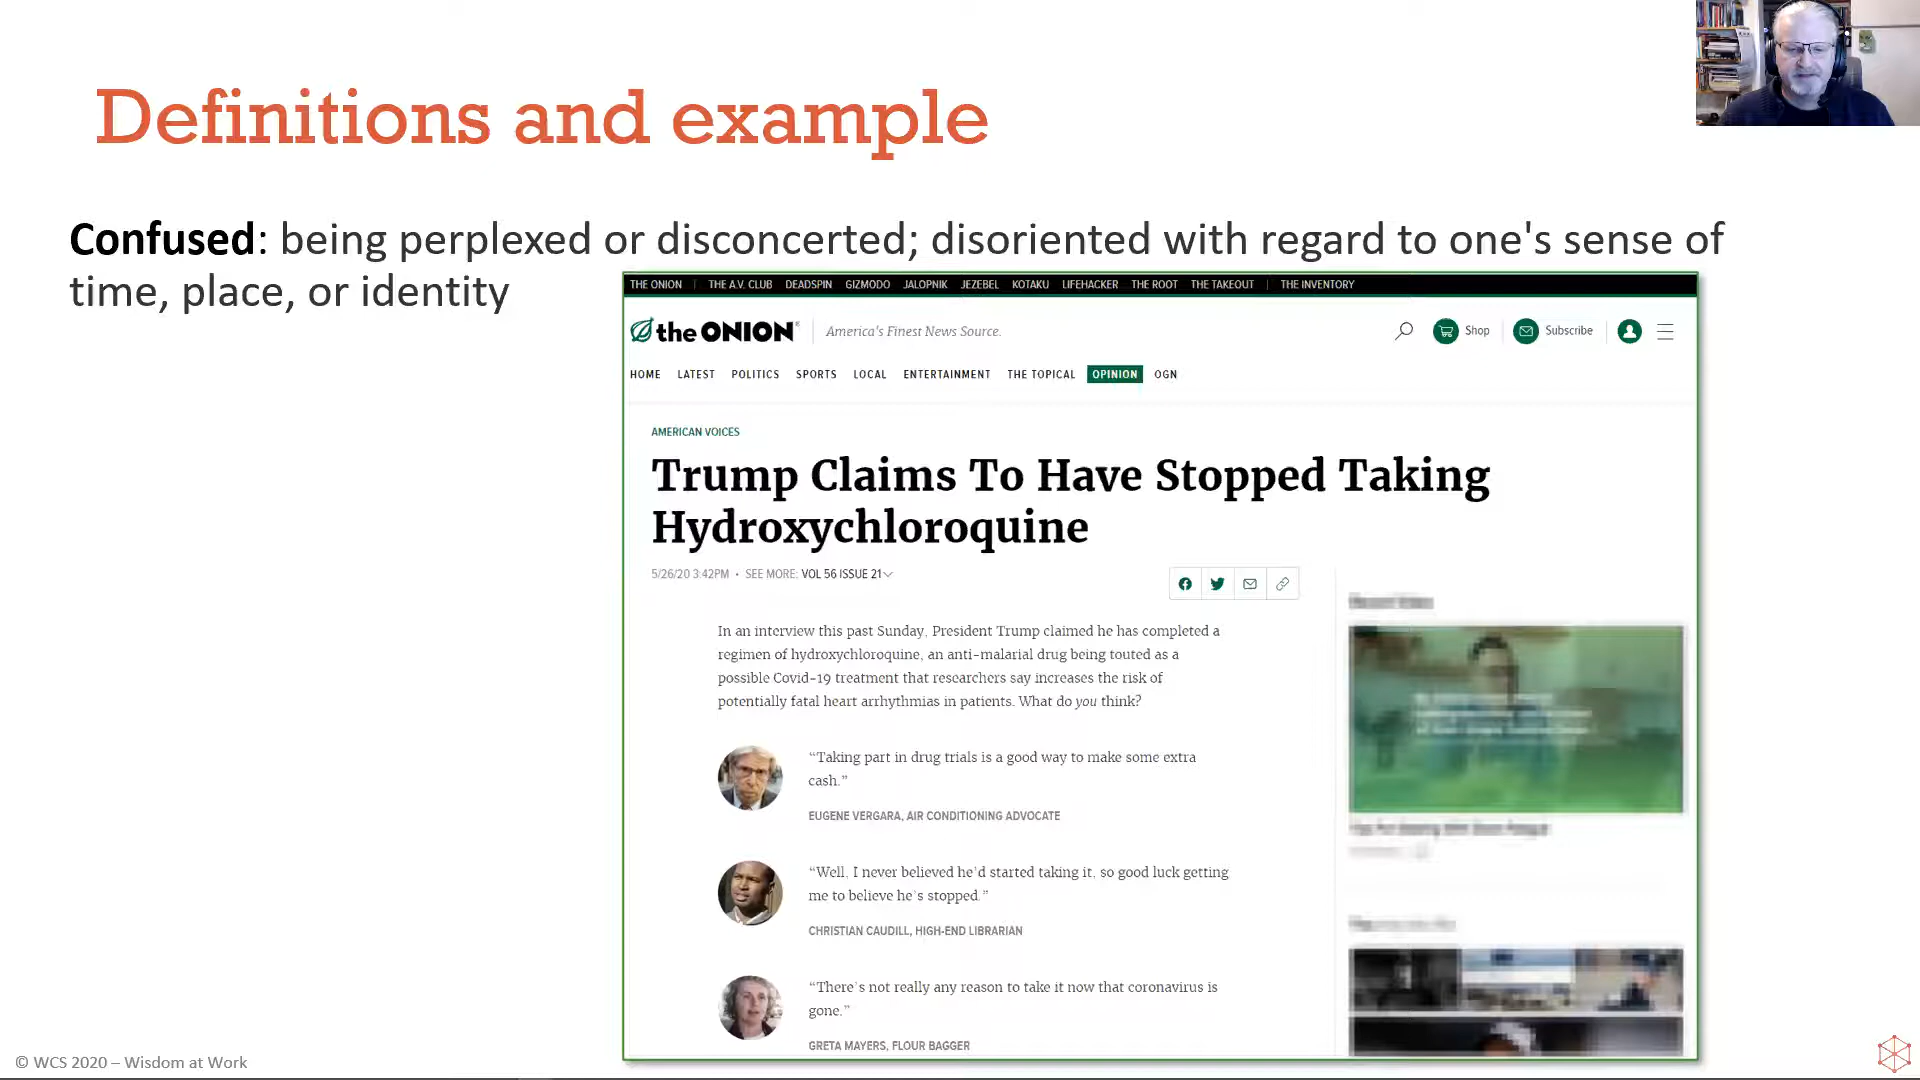 Definitions and example
Confused: being perplexed or disconcerted; disoriented with regard to one's sense of
time, place, or identity
THE ONION | THE A.V. CLUB DEADSPIN GIZMODO JALOPNIK JEZEBEL KOTAKU LIFEHACKER THE ROOT THE TAKEOUT | THE INVENTORY
the ONION® America's Finest News Source. Shop Subscribe
HOME LATEST POLITICS SPORTS LOCAL ENTERTAINMENT THE TOPICAL OPINION OGN
AMERICAN VOICES
Trump Claims To Have Stopped Taking
Hydroxychloroquine
5/26/20 3:42PM • SEE MORE: VOL 56 ISSUE 21
In an interview this past Sunday, President Trump claimed he has completed a
regimen of hydroxychloroquine, an anti-malarial drug being touted as a
possible Covid-19 treatment that researchers say increases the risk of
potentially fatal heart arrhythmias in patients. What do you think?
“Taking part in drug trials is a good way to make some extra
cash.”
EUGENE VERGARA, AIR CONDITIONING ADVOCATE
“Well, I never believed he’d started taking it, so good luck getting
me to believe he’s stopped.”
CHRISTIAN CAUDILL, HIGH-END LIBRARIAN
“There’s not really any reason to take it now that coronavirus is
gone.”
GRETA MAYERS, FLOUR BAGGER
© WCS 2020 – Wisdom at Work